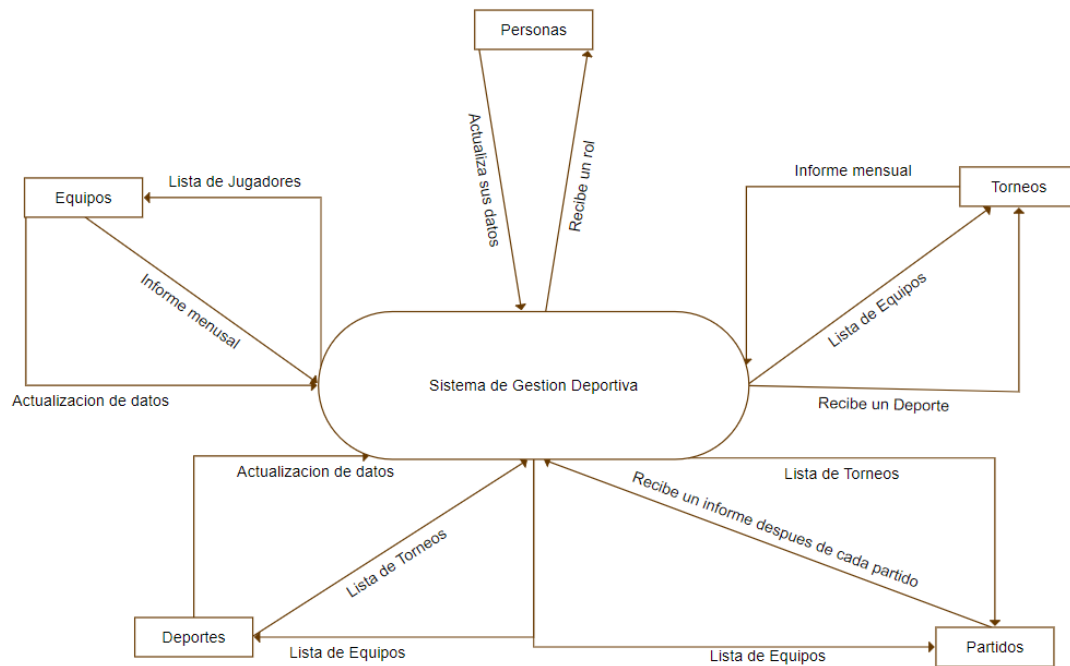 Personas
Actualiza sus datos
Recibe un rol
Lista de Jugadores
Equipos
Informe menusal
Actualizacion de datos
Informe mensual
Torneos
Lista de Equipos
Recibe un Deporte
Sistema de Gestion Deportiva
Actualizacion de datos
Lista de Torneos
Deportes
Lista de Equipos
Recibe un informe despues de cada partido
Lista de Torneos
Lista de Equipos
Partidos